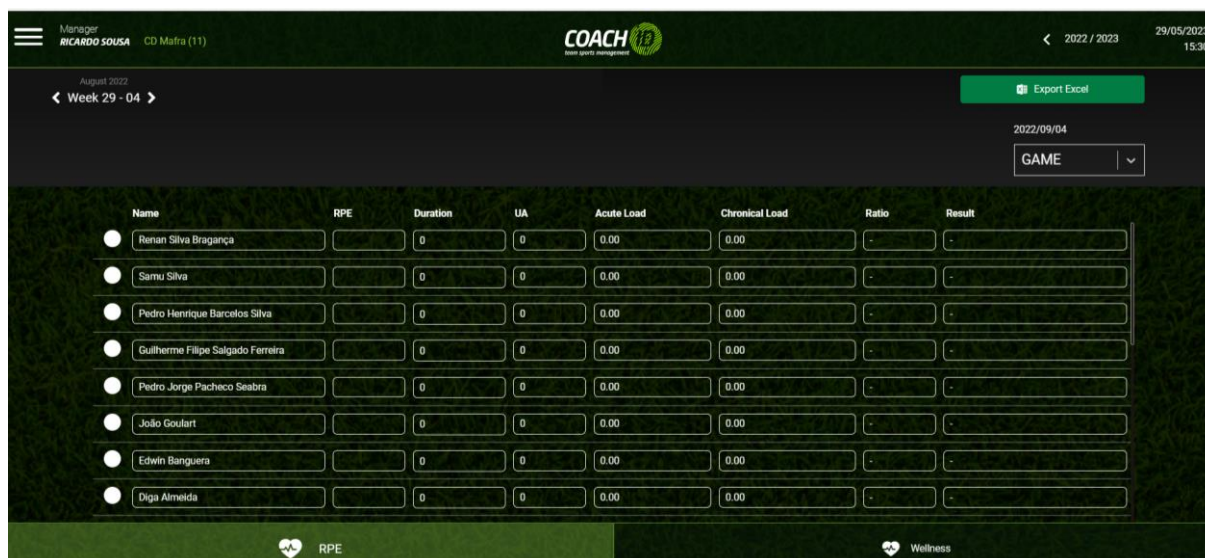 Manager
RICARDO SOUSA CD Mafra (11)
COACH iD
team sports management
2022 / 2023
29/05/2023
15:30
August 2022
Week 29 - 04
Export Excel
2022/09/04
GAME
Name RPE Duration UA Acute Load Chronical Load Ratio Result
Renan Silva Bragança 0 0 0.00 0.00 - -
Samu Silva 0 0 0.00 0.00 - -
Pedro Henrique Barcelos Silva 0 0 0.00 0.00 - -
Guilherme Filipe Salgado Ferreira 0 0 0.00 0.00 - -
Pedro Jorge Pacheco Seabra 0 0 0.00 0.00 - -
João Goulart 0 0 0.00 0.00 - -
Edwin Banguera 0 0 0.00 0.00 - -
Diga Almeida 0 0 0.00 0.00 - -
RPE Wellness